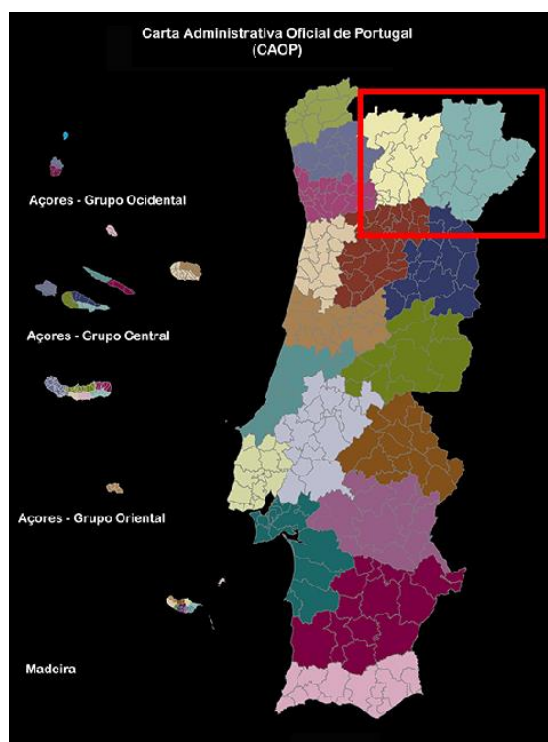 Carta Administrativa Oficial de Portugal
(CAOP)
Açores - Grupo Ocidental
Açores - Grupo Central
Açores - Grupo Oriental
Madeira